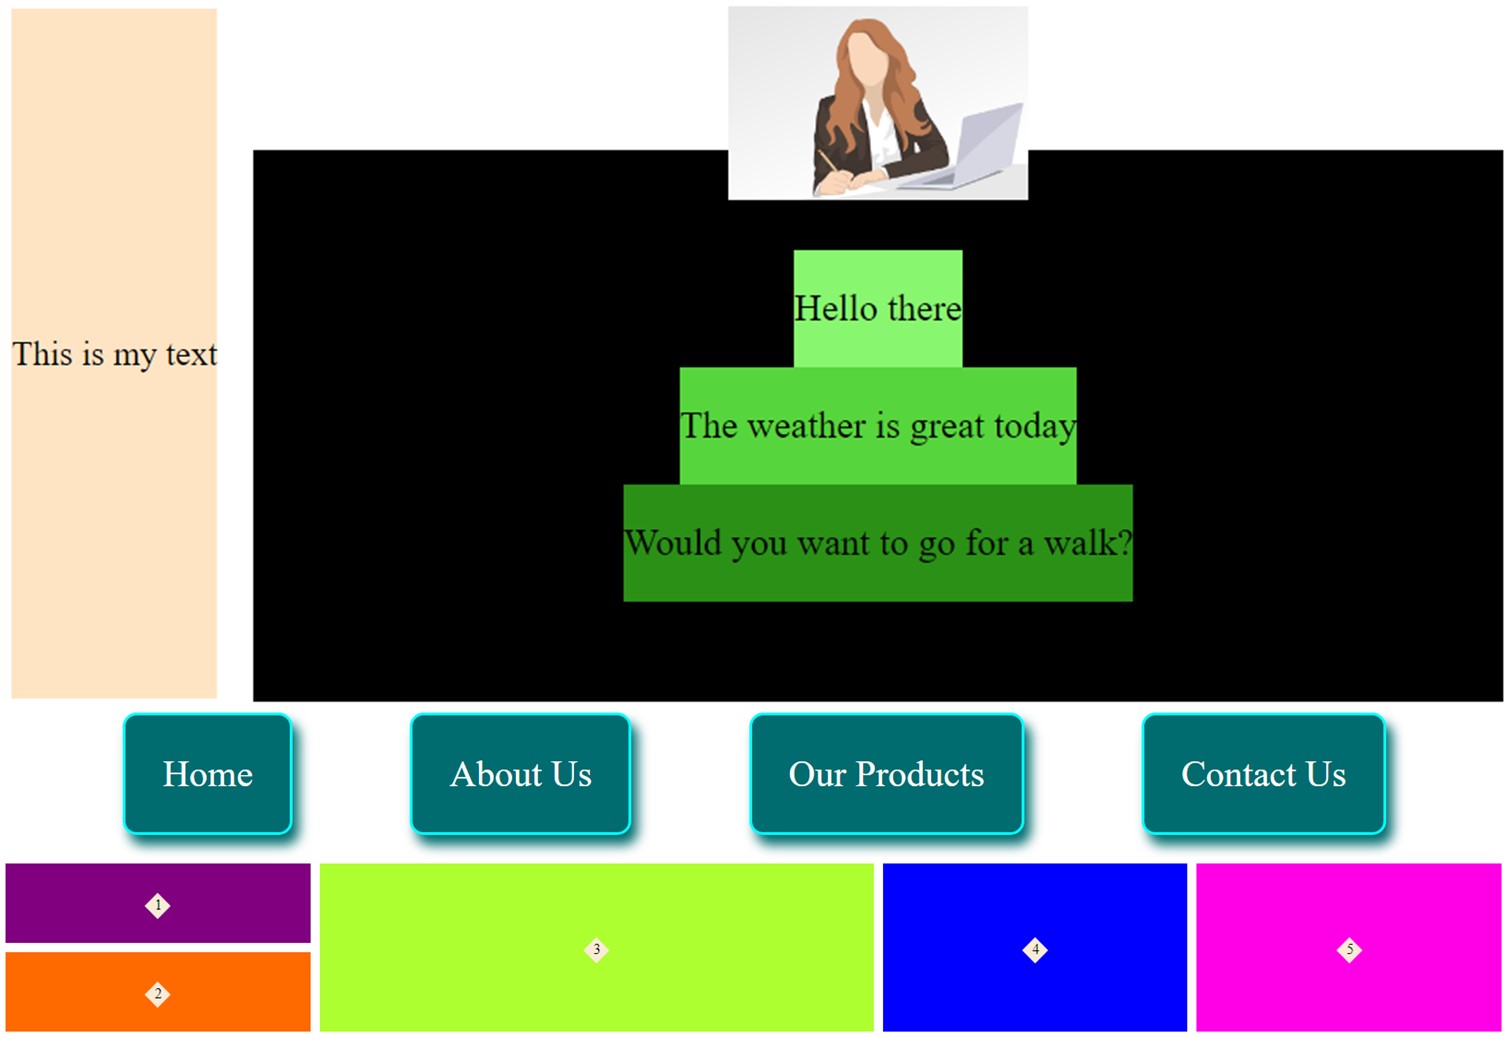 This is my text
Hello there
The weather is great today
Would you want to go for a walk?
Home
About Us
Our Products
Contact Us
1
2
3
4
5